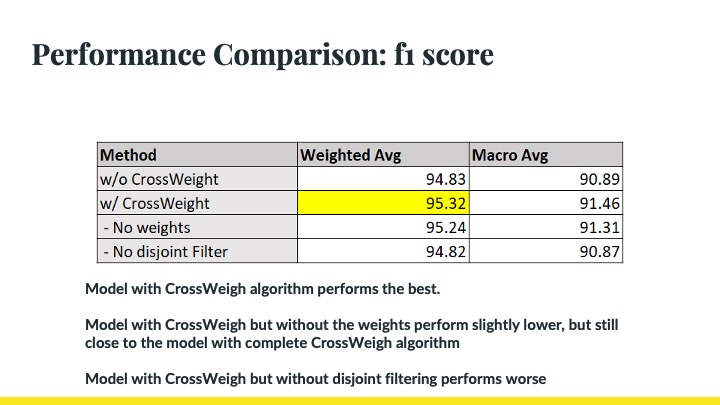 Performance Comparison: f1 score
Method Weighted Avg Macro Avg
w/o CrossWeight 94.83 90.89
w/ CrossWeight 95.32 91.46
- No weights 95.24 91.31
- No disjoint Filter 94.82 90.87
Model with CrossWeigh algorithm performs the best.
Model with CrossWeigh but without the weights perform slightly lower, but still
close to the model with complete CrossWeigh algorithm
Model with CrossWeigh but without disjoint filtering performs worse